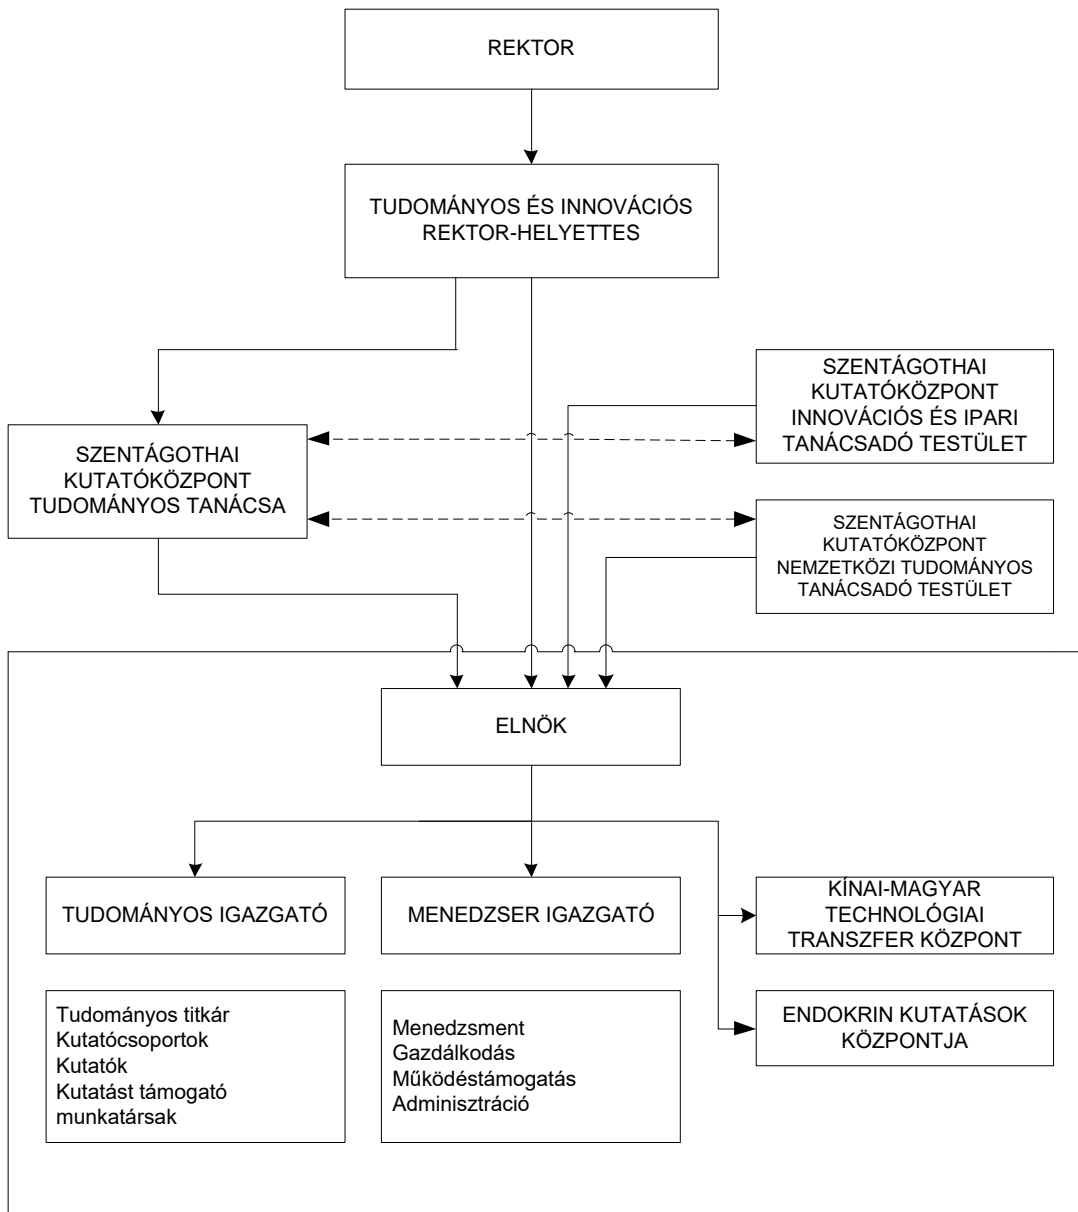 REKTOR
TUDOMÁNYOS ÉS INNOVÁCIÓS
REKTOR-HELYETTES
SZENTÁGOTHAI
KUTATÓKÖZPONT
INNOVÁCIÓS ÉS IPARI
TANÁCSADÓ TESTÜLET
SZENTÁGOTHAI
KUTATÓKÖZPONT
TUDOMÁNYOS TANÁCSA
SZENTÁGOTHAI
KUTATÓKÖZPONT
NEMZETKÖZI TUDOMÁNYOS
TANÁCSADÓ TESTÜLET
ELNÖK
TUDOMÁNYOS IGAZGATÓ
MENEDZSER IGAZGATÓ
KÍNAI-MAGYAR
TECHNOLÓGIAI
TRANSZFER KÖZPONT
Tudományos titkár
Kutatócsoportok
Kutatók
Kutatást támogató
munkatársak
Menedzsment
Gazdálkodás
Működéstámogatás
Adminisztráció
ENDOKRIN KUTATÁSOK
KÖZPONTJA